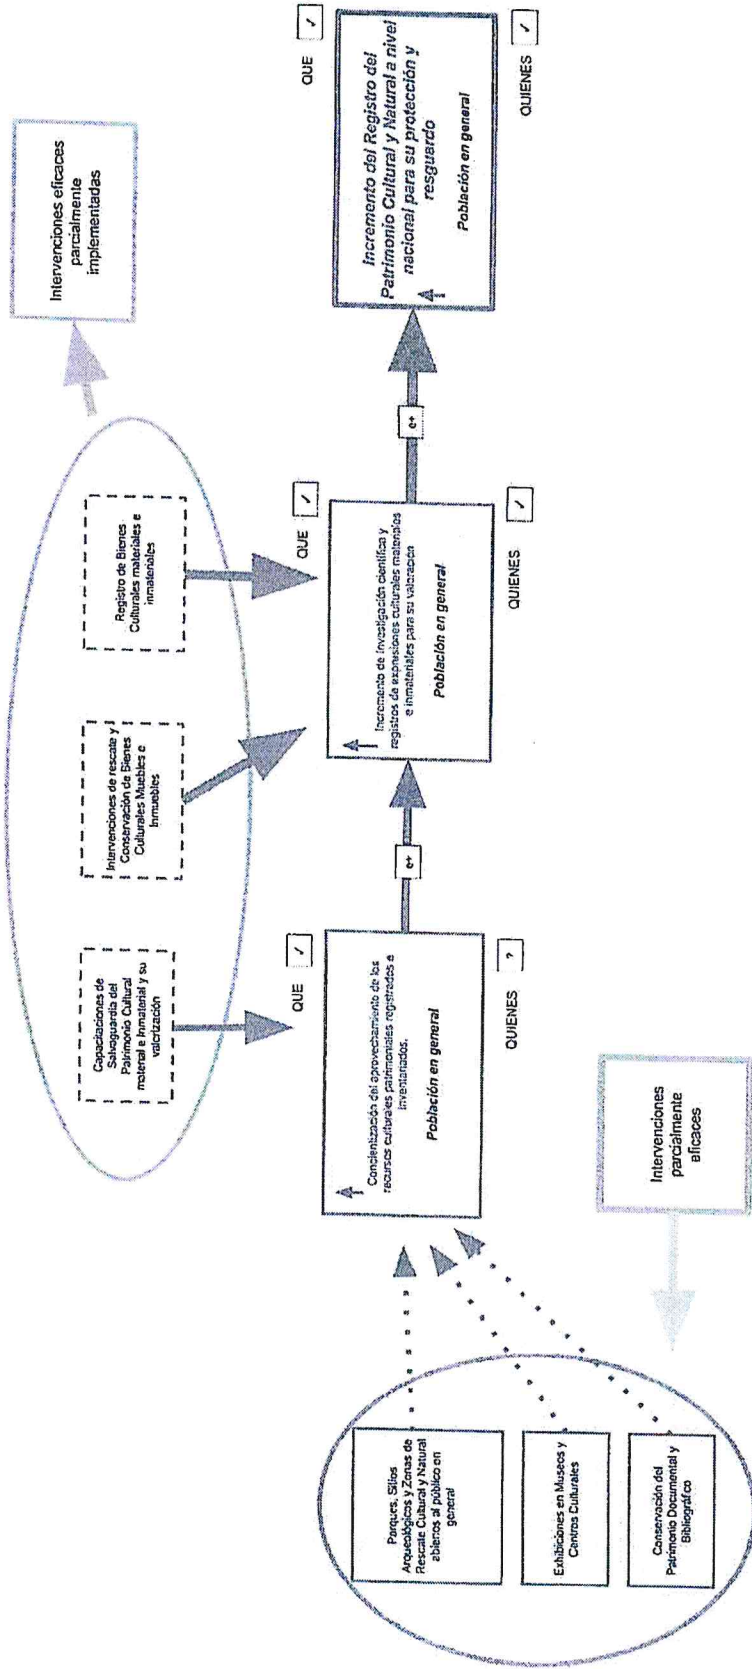 Intervenciones eficaces
parcialmente
implementadas
Capacitaciones de
Salvaguardia del
Patrimonio Cultural
material e Inmaterial y su
valorización
Intervenciones de rescate y
Conservación de Bienes
Culturales Muebles e
Inmuebles
Registro de Bienes
Culturales materiales e
inmateriales
QUE
✓
QUE
✓
QUE
✓
Concientización del aprovechamiento de los
recursos culturales patrimoniales registrados e
inventariados.
Población en general
e+
Incremento de investigación científica y
registros de expresiones culturales materiales
e inmateriales para su valoración
Población en general
e+
Incremento del Registro del
Patrimonio Cultural y Natural a nivel
nacional para su protección y
resguardo
Población en general
QUIENES
?
QUIENES
✓
QUIENES
✓
Parques, Sitios
Arqueológicos y Zonas de
Rescate Cultural y Natural
abiertos al público en
general
Exhibiciones en Museos y
Centros Culturales
Conservación del
Patrimonio Documental y
Bibliográfico
Intervenciones
parcialmente
eficaces